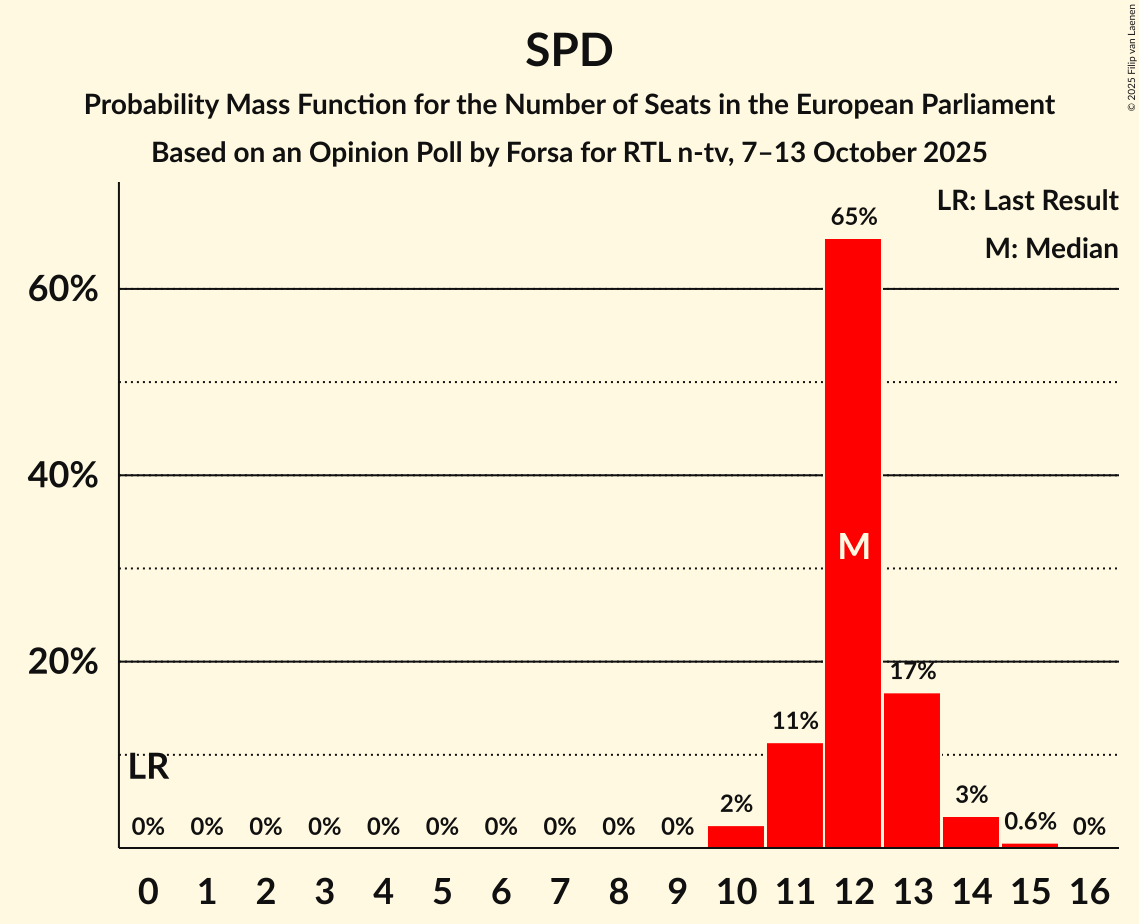 SPD
Probability Mass Function for the Number of Seats in the European Parliament
Based on an Opinion Poll by Forsa for RTL n-tv, 7–13 October 2025
© 2025 Filip van Laenen
LR: Last Result
M: Median
60%
40%
20%
LR
M
0% 0% 0% 0% 0% 0% 0% 0% 0% 0% 2% 11% 65% 17% 3% 0.6% 0%
0 1 2 3 4 5 6 7 8 9 10 11 12 13 14 15 16